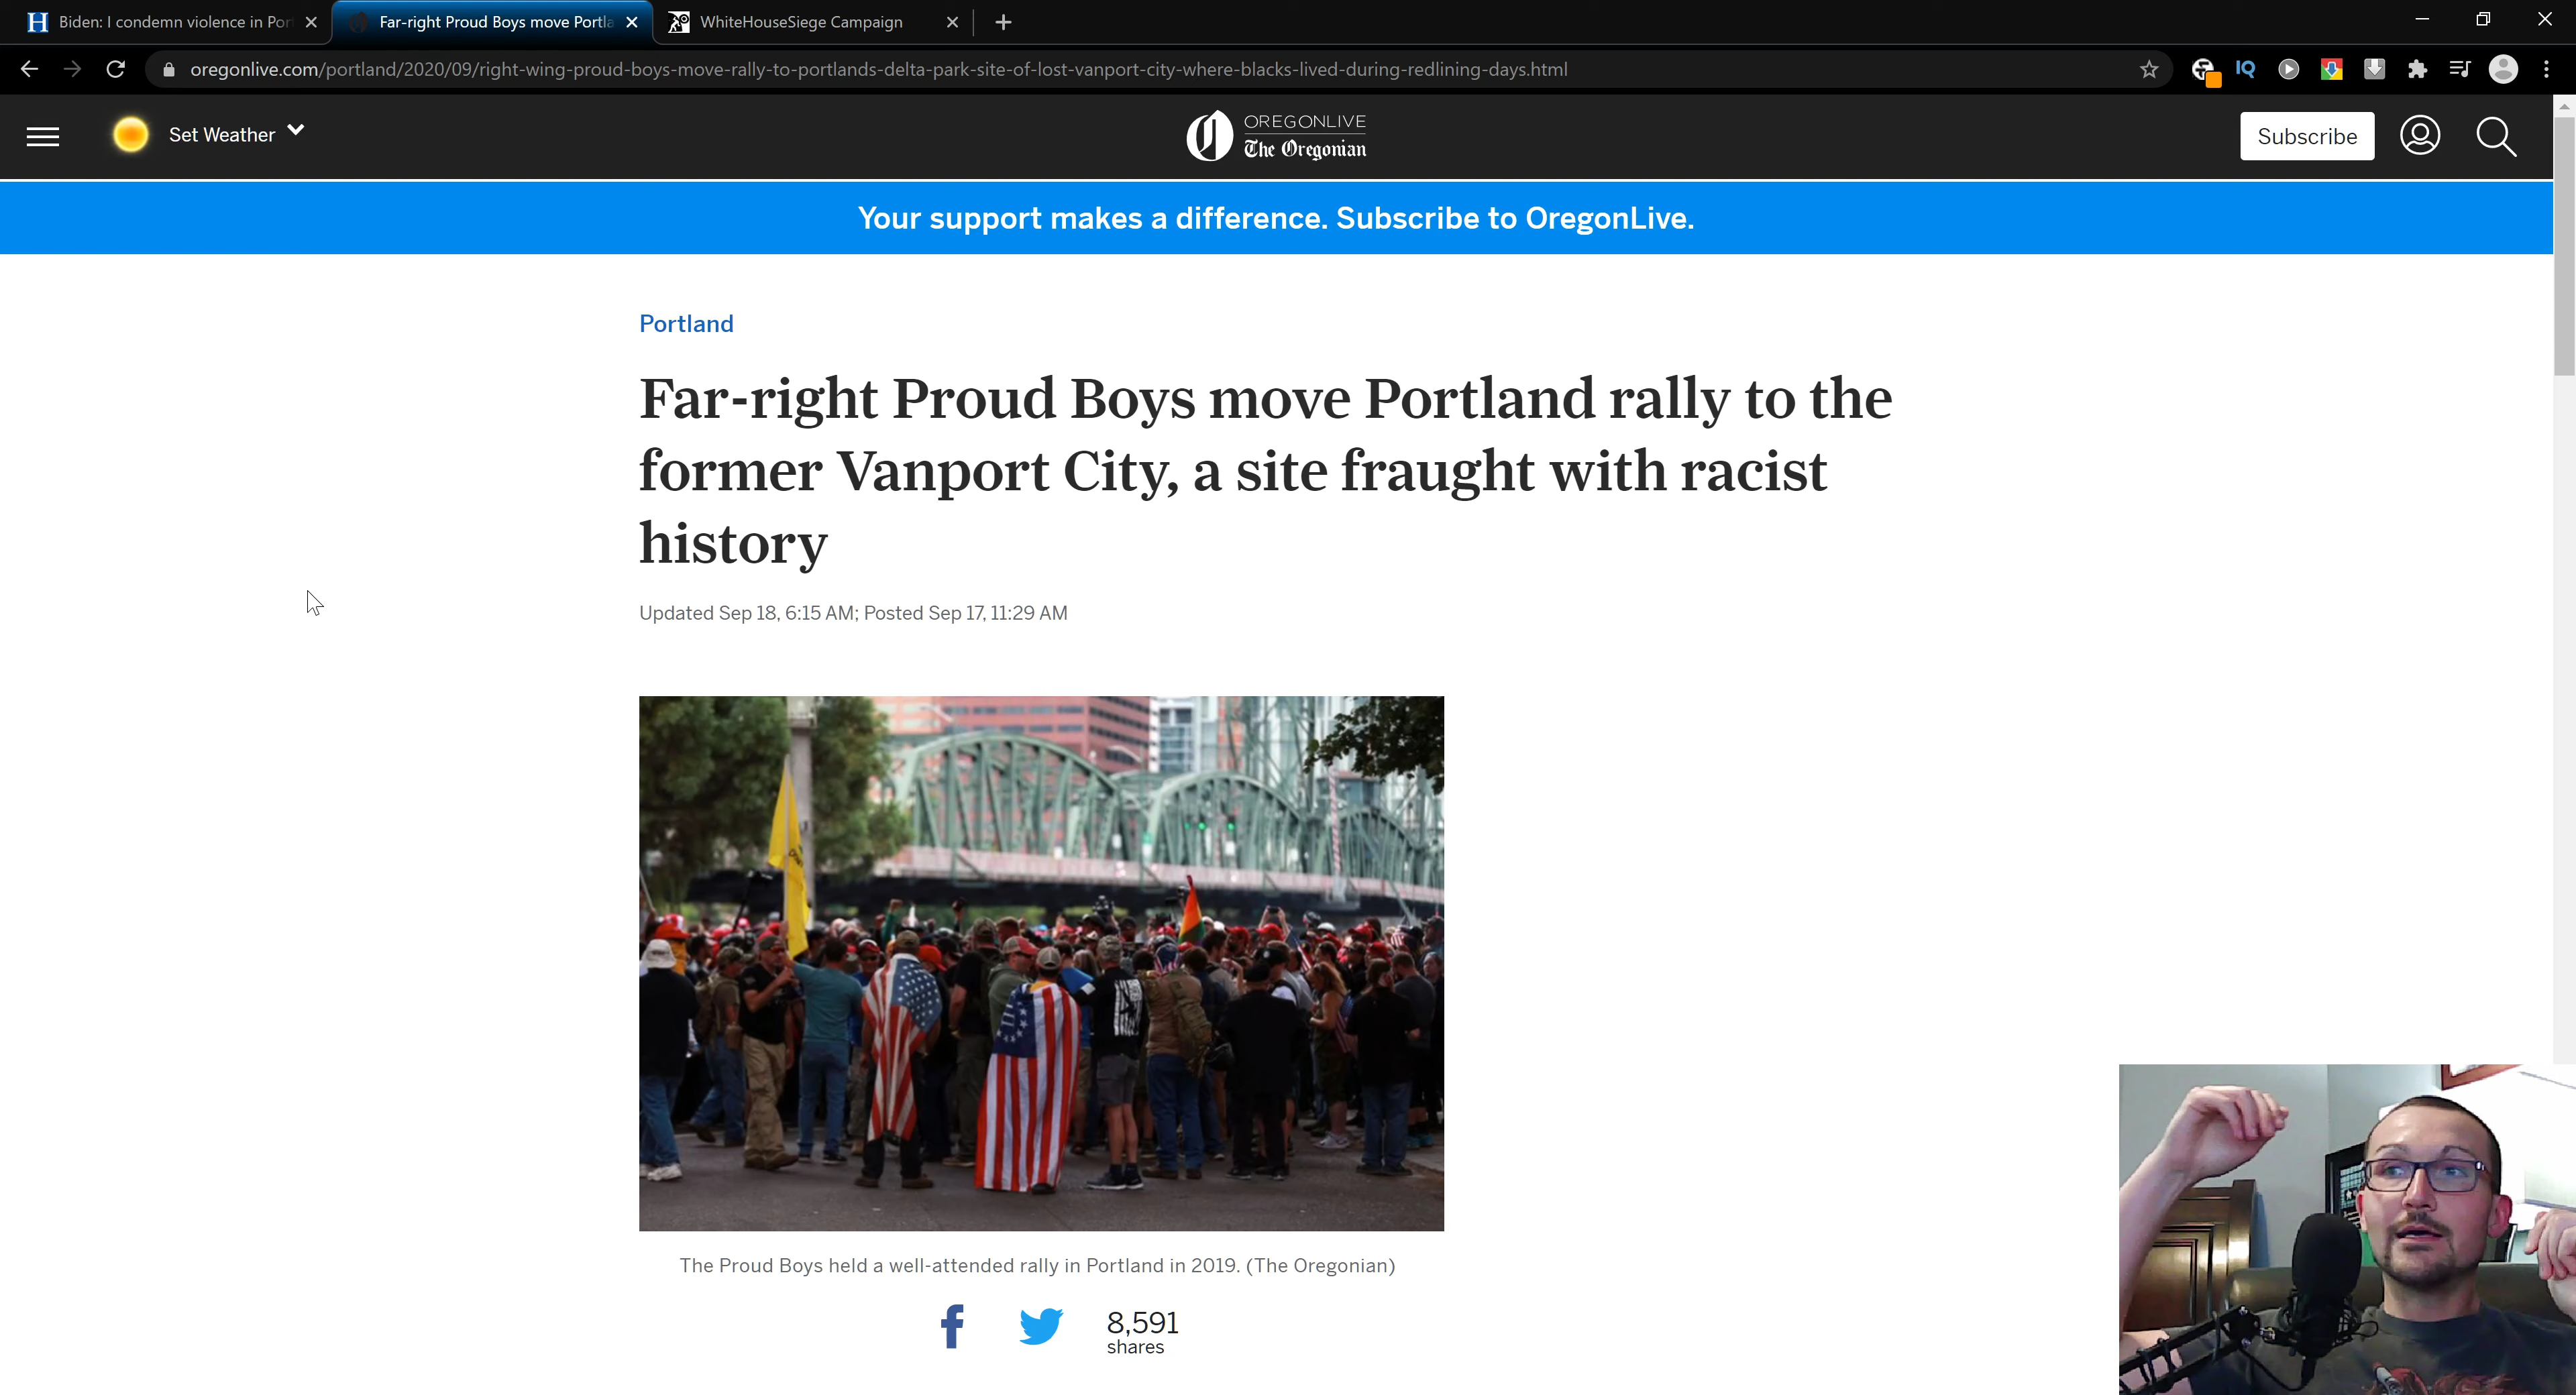 Biden: I condemn violence in Por
Far-right Proud Boys move Portla
WhiteHouseSiege Campaign
oregonlive.com/portland/2020/09/right-wing-proud-boys-move-rally-to-portlands-delta-park-site-of-lost-vanport-city-where-blacks-lived-during-redlining-days.html
IQ
Set Weather
OREGONLIVE
The Oregonian
Subscribe
Your support makes a difference. Subscribe to OregonLive.
Portland
Far-right Proud Boys move Portland rally to the
former Vanport City, a site fraught with racist
history
Updated Sep 18, 6:15 AM; Posted Sep 17, 11:29 AM
The Proud Boys held a well-attended rally in Portland in 2019. (The Oregonian)
8,591
shares